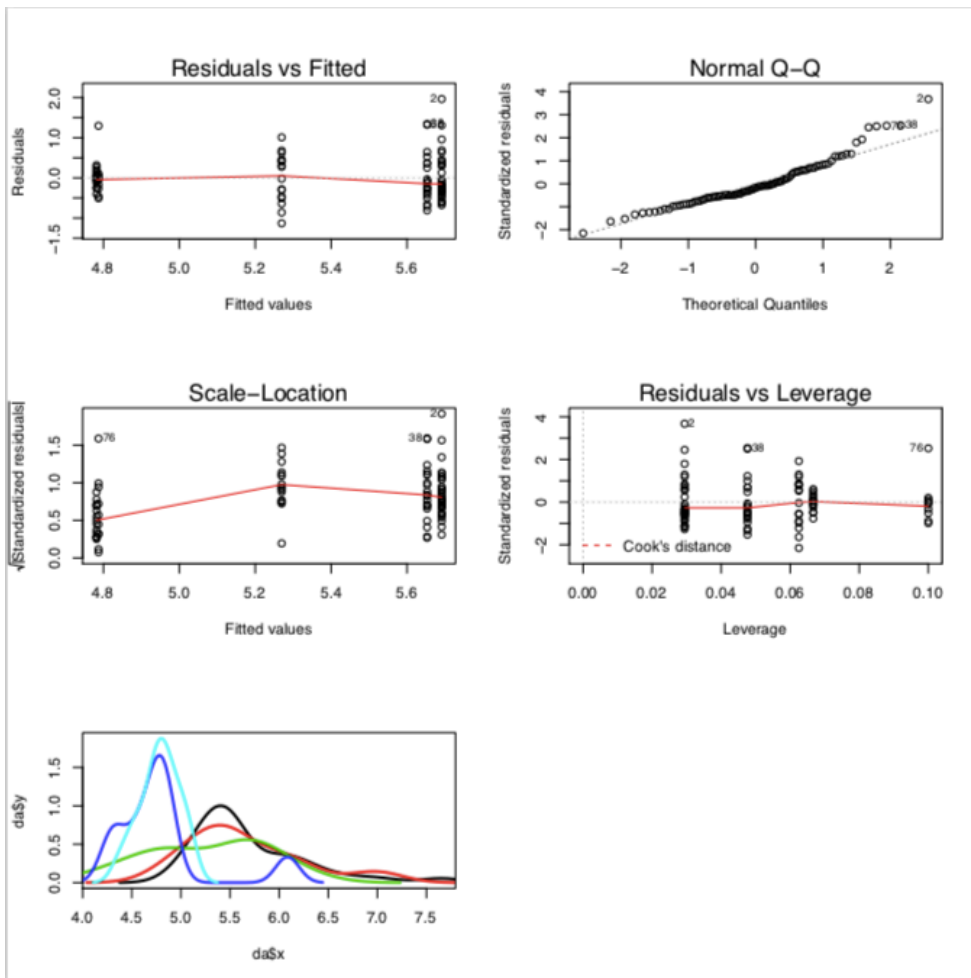 Residuals vs Fitted
Residuals
2.0
1.0
0.0
−1.5
2
38
4.8 5.0 5.2 5.4 5.6
Fitted values
Normal Q−Q
Standardized residuals
4
3
2
1
0
−2
2
38
−2 −1 0 1 2
Theoretical Quantiles
Scale−Location
√|Standardized residuals|
1.5
1.0
0.5
0.0
76
38
2
4.8 5.0 5.2 5.4 5.6
Fitted values
Residuals vs Leverage
Standardized residuals
4
2
0
−2
2
38
76
Cook's distance
0.00 0.02 0.04 0.06 0.08 0.10
Leverage
da$y
1.5
1.0
0.5
0.0
4.0 4.5 5.0 5.5 6.0 6.5 7.0 7.5
da$x